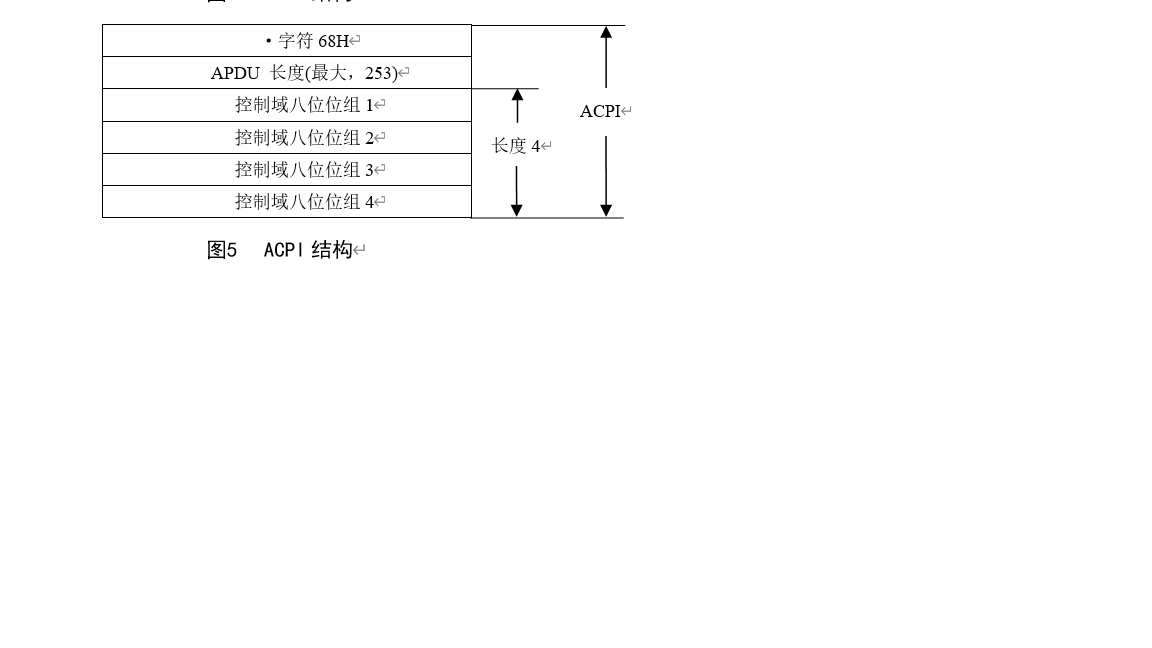 ·字符 68H
APDU 长度(最大，253)
控制域八位位组 1
控制域八位位组 2
控制域八位位组 3
控制域八位位组 4
长度 4
ACPI
图5 ACPI 结构